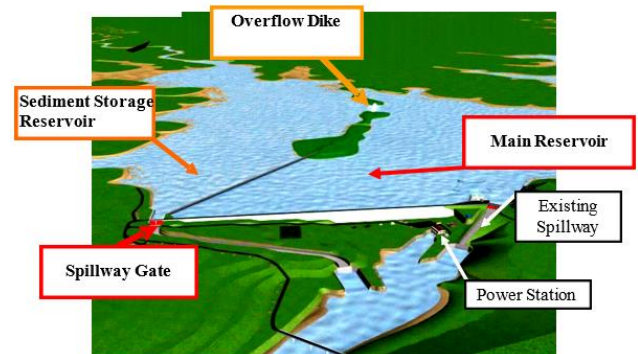 Overflow Dike
Sediment Storage
Reservoir
Main Reservoir
Existing
Spillway
Spillway Gate
Power Station